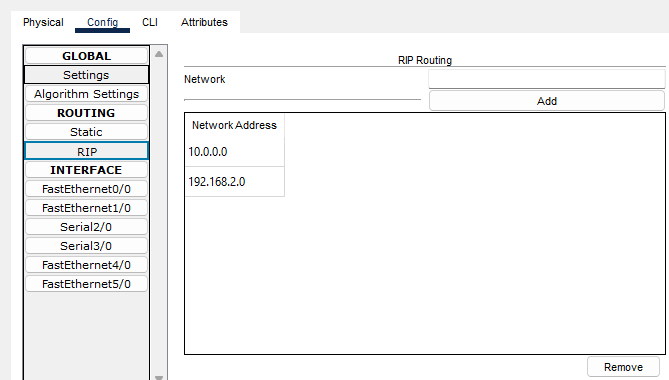 Physical Config CLI Attributes
GLOBAL
Settings
Algorithm Settings
ROUTING
Static
RIP
INTERFACE
FastEthernet0/0
FastEthernet1/0
Serial2/0
Serial3/0
FastEthernet4/0
FastEthernet5/0
RIP Routing
Network
Add
Network Address
10.0.0.0
192.168.2.0
Remove